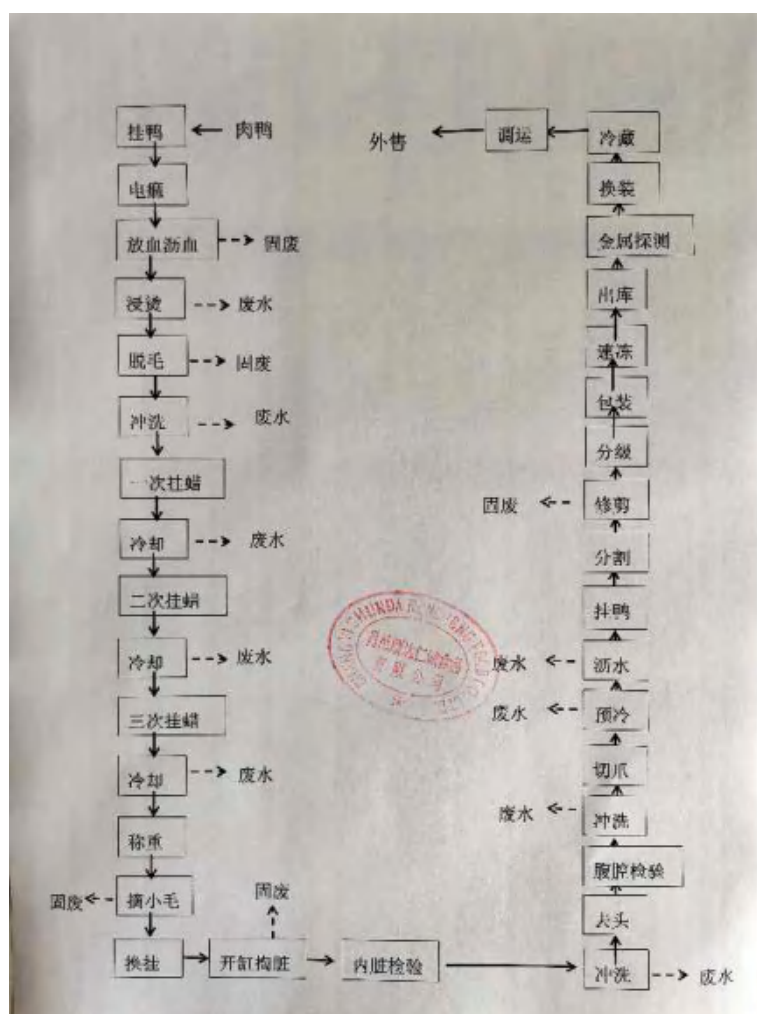 挂鸭 肉鸭
放血沥血 固废
浸烫 废水
脱毛 固废
冲洗 废水
一次挂蜡
冷却 废水
二次挂蜡
冷却 废水
三次挂蜡
冷却 废水
称重
固废 摘小毛
固废
换挂 开缸掏脏 内脏检验
外售 调运 冷藏
换装
金属探测
出库
速冻
包装
分级
固废 修剪
分割
挂鸭
废水 沥水
废水 预冷
切爪
废水 冲洗
腹腔检验
去头
冲洗 废水
有限公司